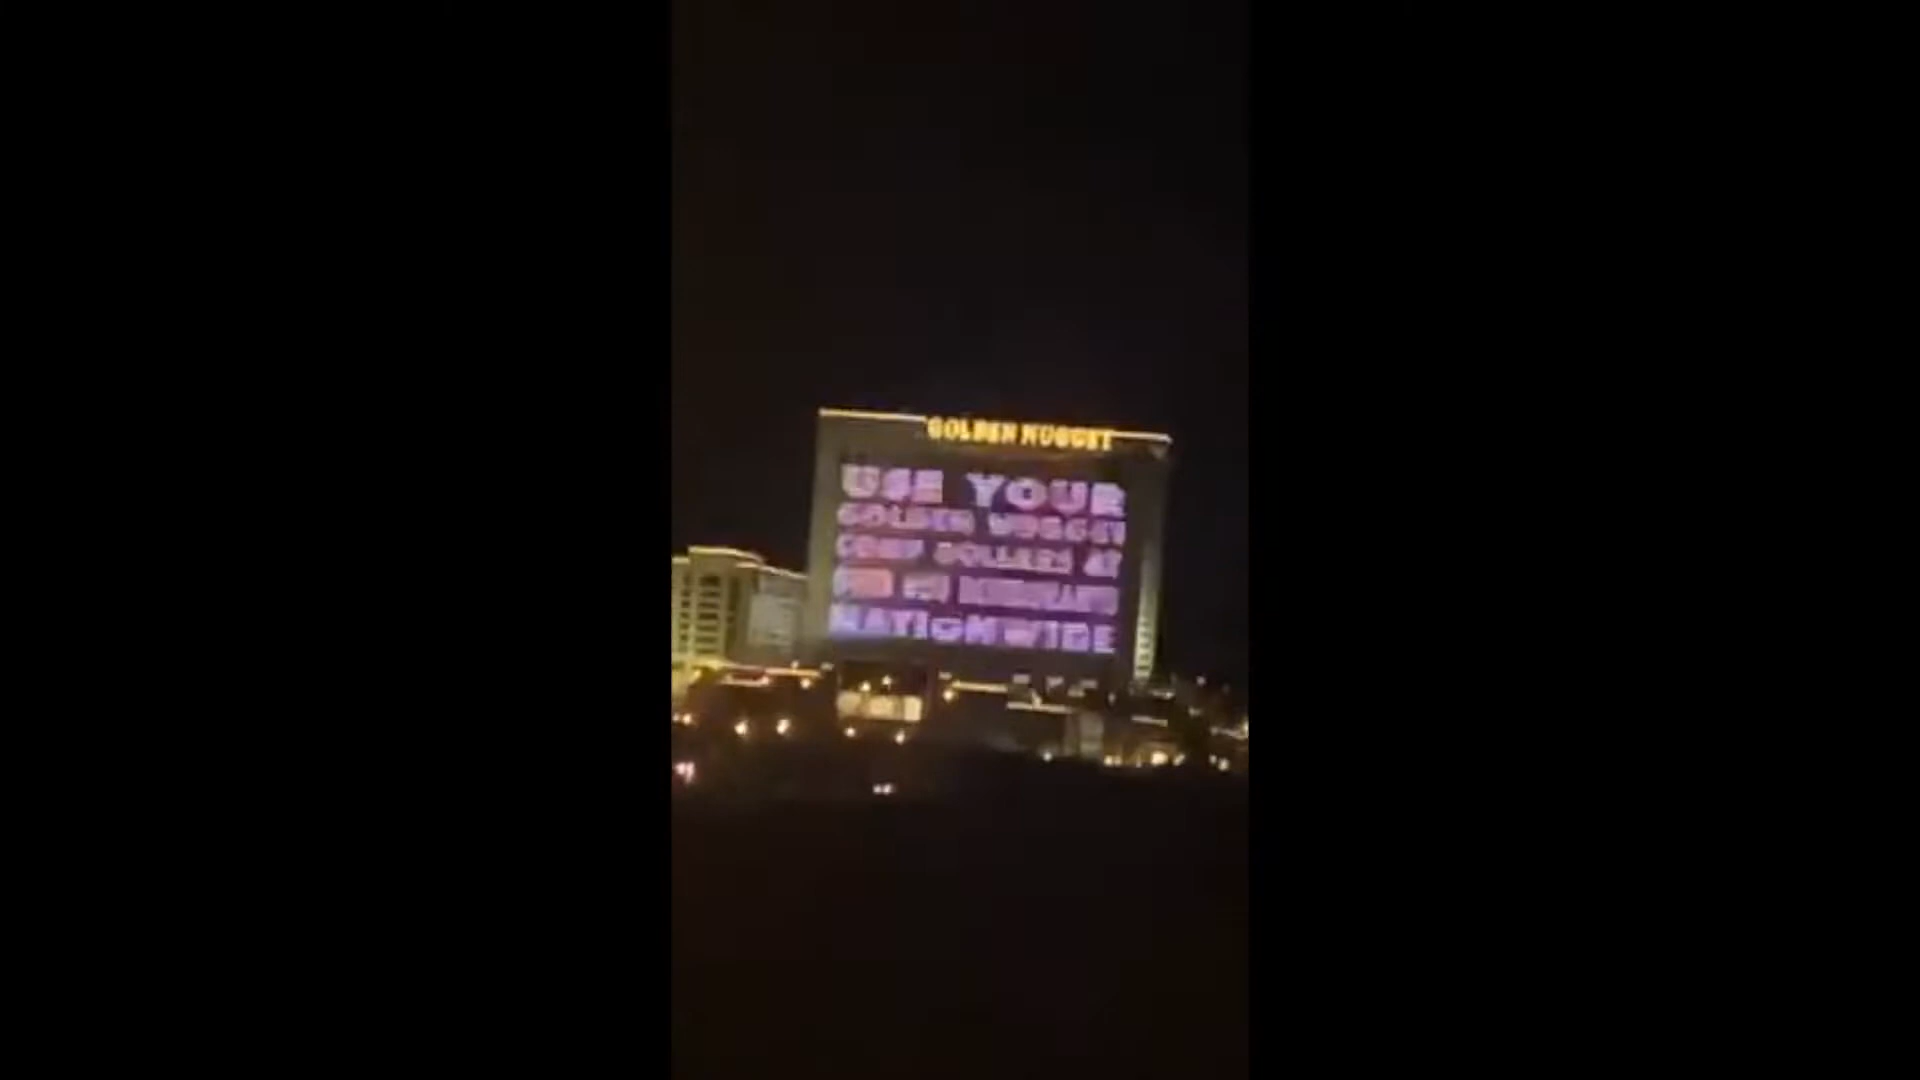 GOLDEN NUGGET
USE YOUR
GOLDEN NUGGET
COMP DOLLARS AT
NATIONWIDE